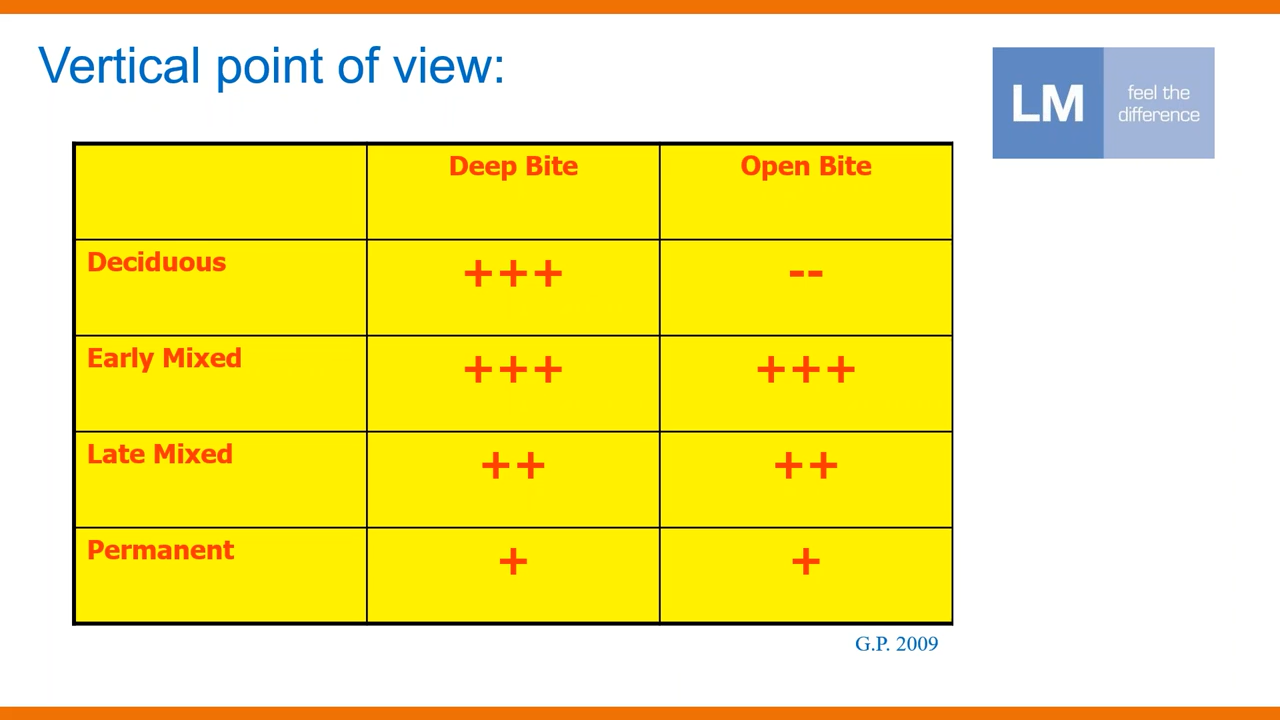 Vertical point of view:
LM
feel the
difference
Deep Bite Open Bite
Deciduous +++ --
Early Mixed +++ +++
Late Mixed ++ ++
Permanent + +
G.P. 2009